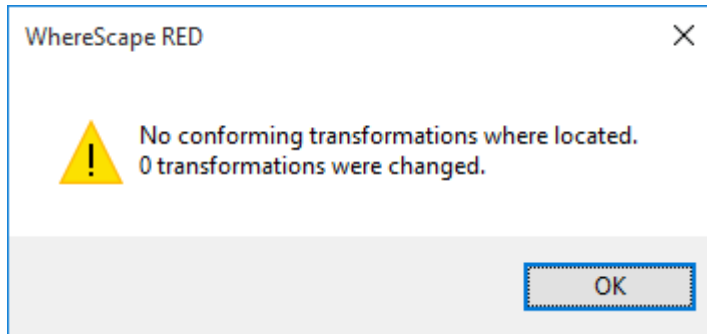 WhereScape RED
No conforming transformations where located.
0 transformations were changed.
OK